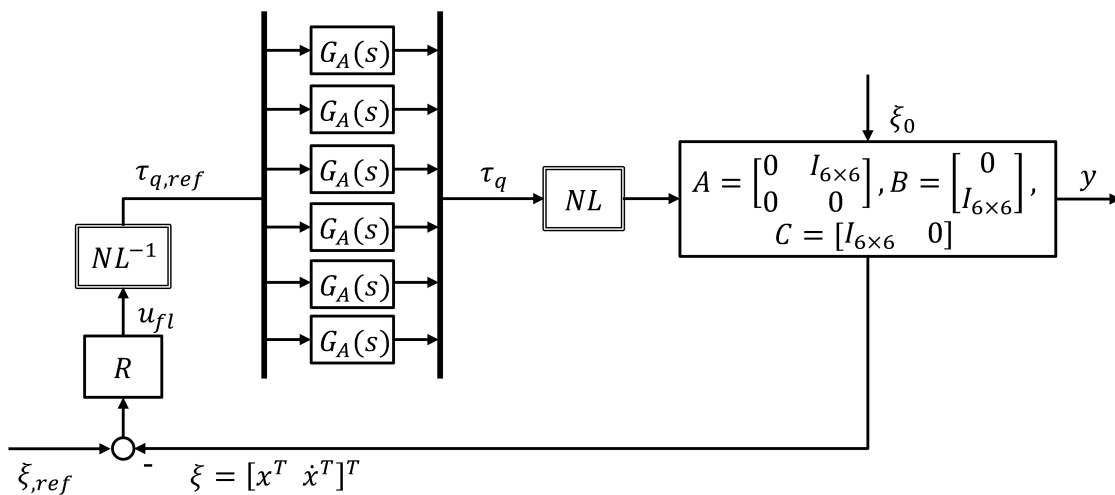 G_A(s)
G_A(s)
G_A(s)
G_A(s)
G_A(s)
G_A(s)
τ_{q,ref}
τ_q
ξ_0
NL^{-1}
NL
A = [0 I_{6×6}; 0 0], B = [0; I_{6×6}],
C = [I_{6×6} 0]
y
u_{fl}
R
ξ_{,ref}
-
ξ = [x^T ẋ^T]^T